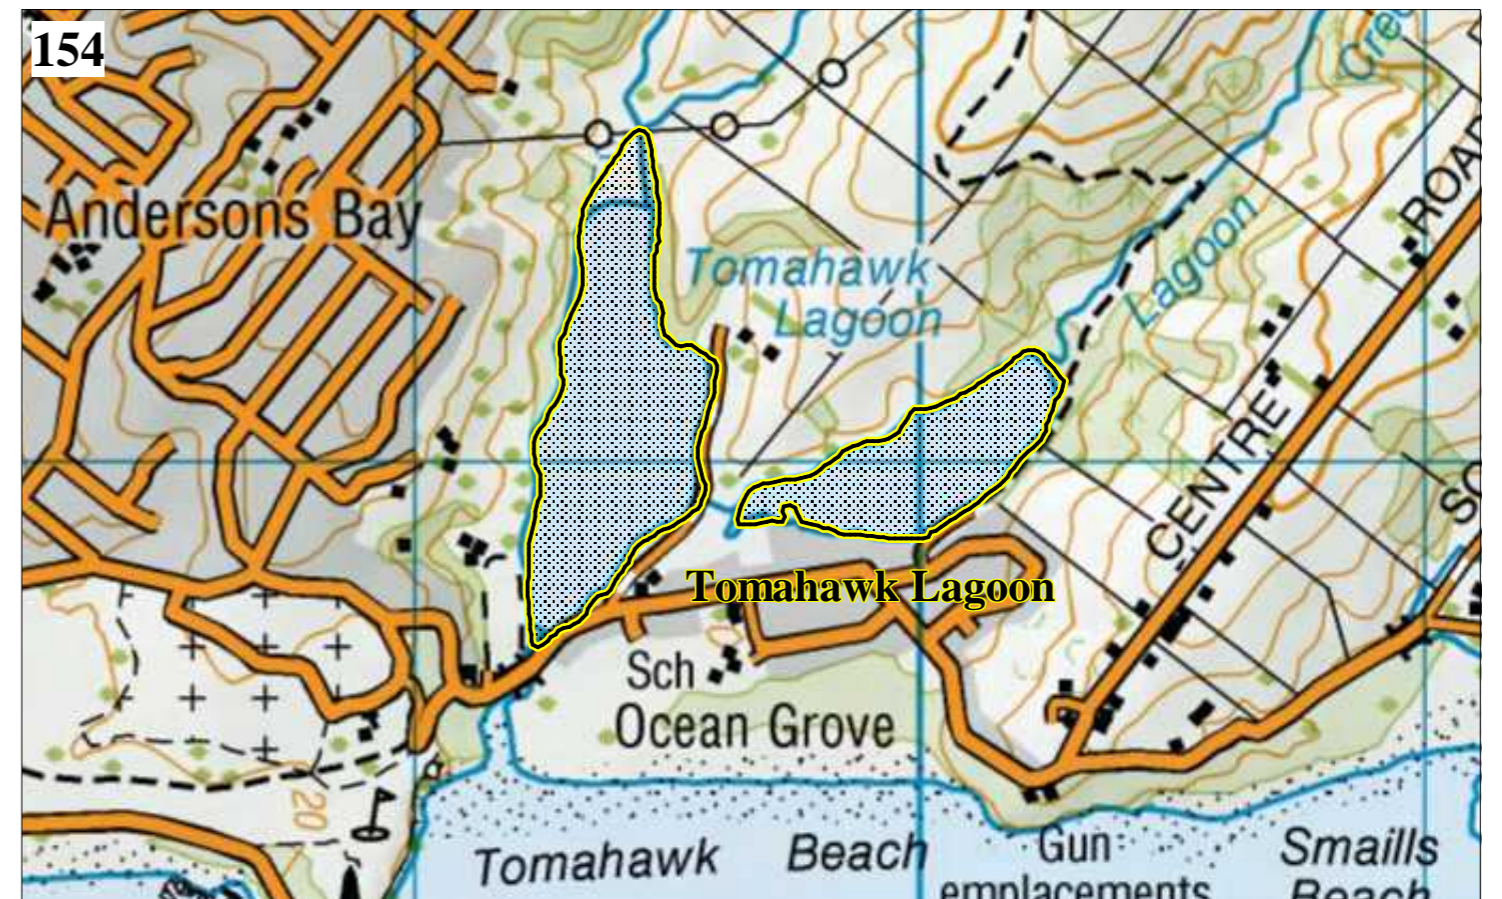 154
Cree
ROAD
Andersons Bay
Tomahawk
Lagoon
Lagoon
CENTRE
Tomahawk Lagoon
Sch
Ocean Grove
20
Tomahawk Beach
Gun
emplacements
Smaills
Beach